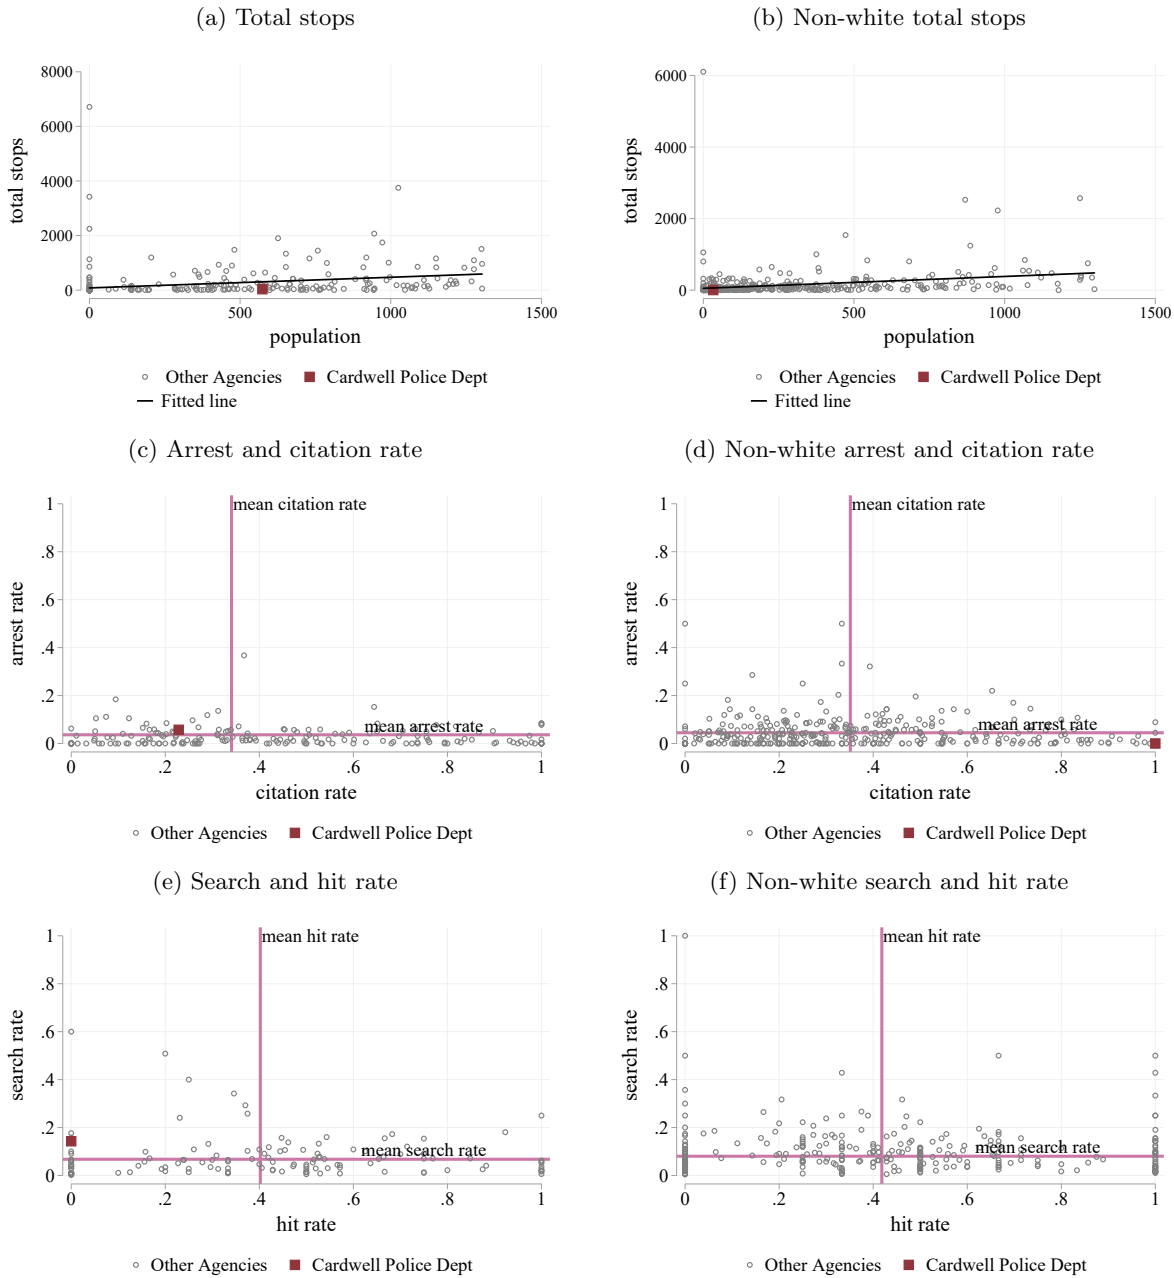 (a) Total stops
total stops
8000
6000
4000
2000
0
0 500 1000 1500
population
Other Agencies Cardwell Police Dept
Fitted line
(b) Non-white total stops
total stops
6000
4000
2000
0
0 500 1000 1500
population
Other Agencies Cardwell Police Dept
Fitted line
(c) Arrest and citation rate
arrest rate
1
.8
.6
.4
.2
0
mean citation rate
mean arrest rate
0 .2 .4 .6 .8 1
citation rate
Other Agencies Cardwell Police Dept
(d) Non-white arrest and citation rate
arrest rate
1
.8
.6
.4
.2
0
mean citation rate
mean arrest rate
0 .2 .4 .6 .8 1
citation rate
Other Agencies Cardwell Police Dept
(e) Search and hit rate
search rate
1
.8
.6
.4
.2
0
mean hit rate
mean search rate
0 .2 .4 .6 .8 1
hit rate
Other Agencies Cardwell Police Dept
(f) Non-white search and hit rate
search rate
1
.8
.6
.4
.2
0
mean hit rate
mean search rate
0 .2 .4 .6 .8 1
hit rate
Other Agencies Cardwell Police Dept